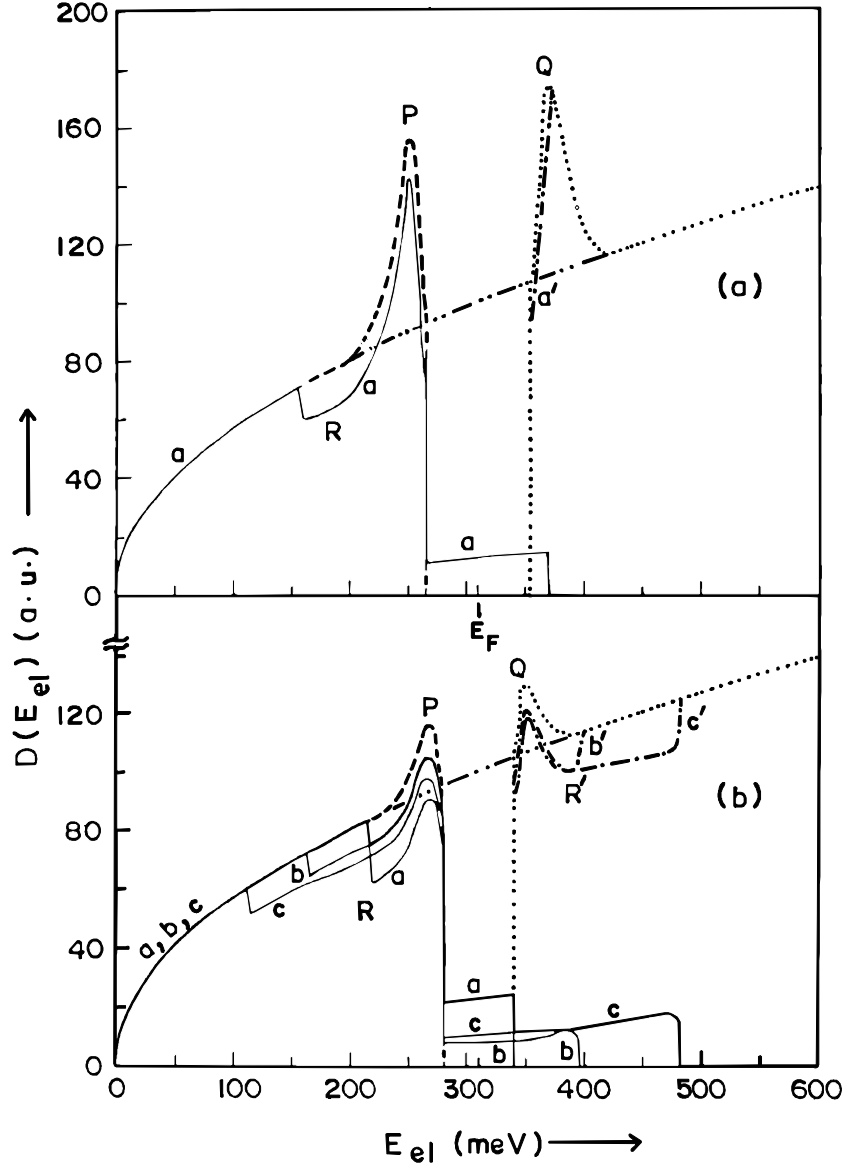 200
160
120
80
40
0
P
Q
a
a
R
a
a'
(a)
E_F
D(E_el) (a.u.)
120
80
40
0
P
Q
a, b, c
b
c
R
a
a
c
b
b
c
b'
R'
c'
(b)
0 100 200 300 400 500 600
E_el (meV)